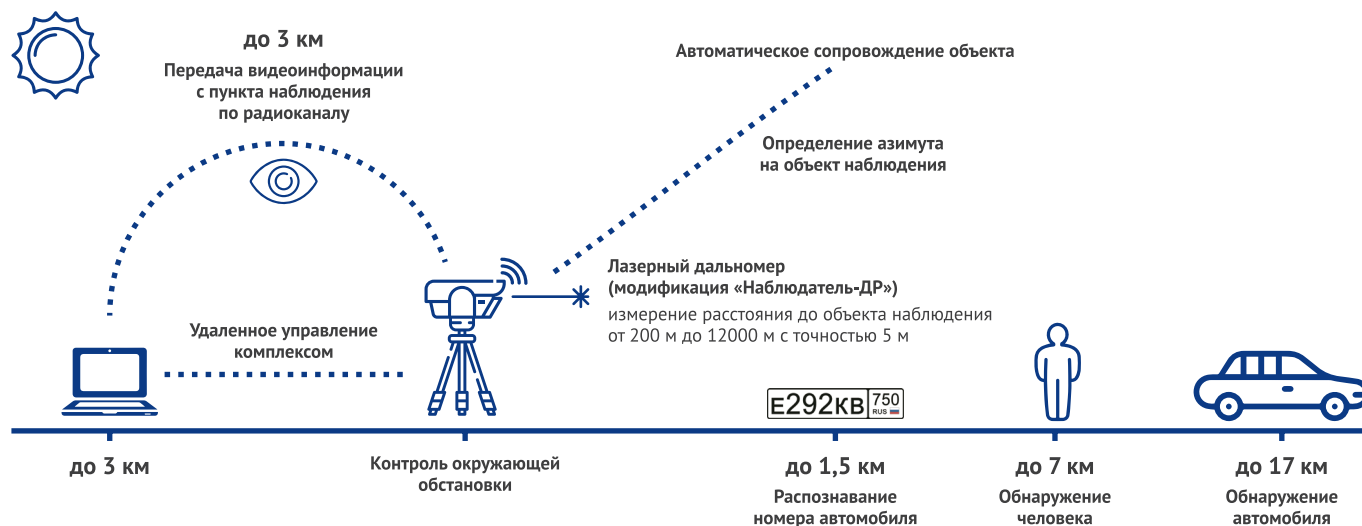 до 3 км
Передача видеоинформации
с пункта наблюдения
по радиоканалу
Автоматическое сопровождение объекта
Определение азимута
на объект наблюдения
Лазерный дальномер
(модификация «Наблюдатель-ДР»)
измерение расстояния до объекта наблюдения
от 200 м до 12000 м с точностью 5 м
Удаленное управление
комплексом
Е292КВ 750
RUS
до 3 км
Контроль окружающей
обстановки
до 1,5 км
Распознавание
номера автомобиля
до 7 км
Обнаружение
человека
до 17 км
Обнаружение
автомобиля